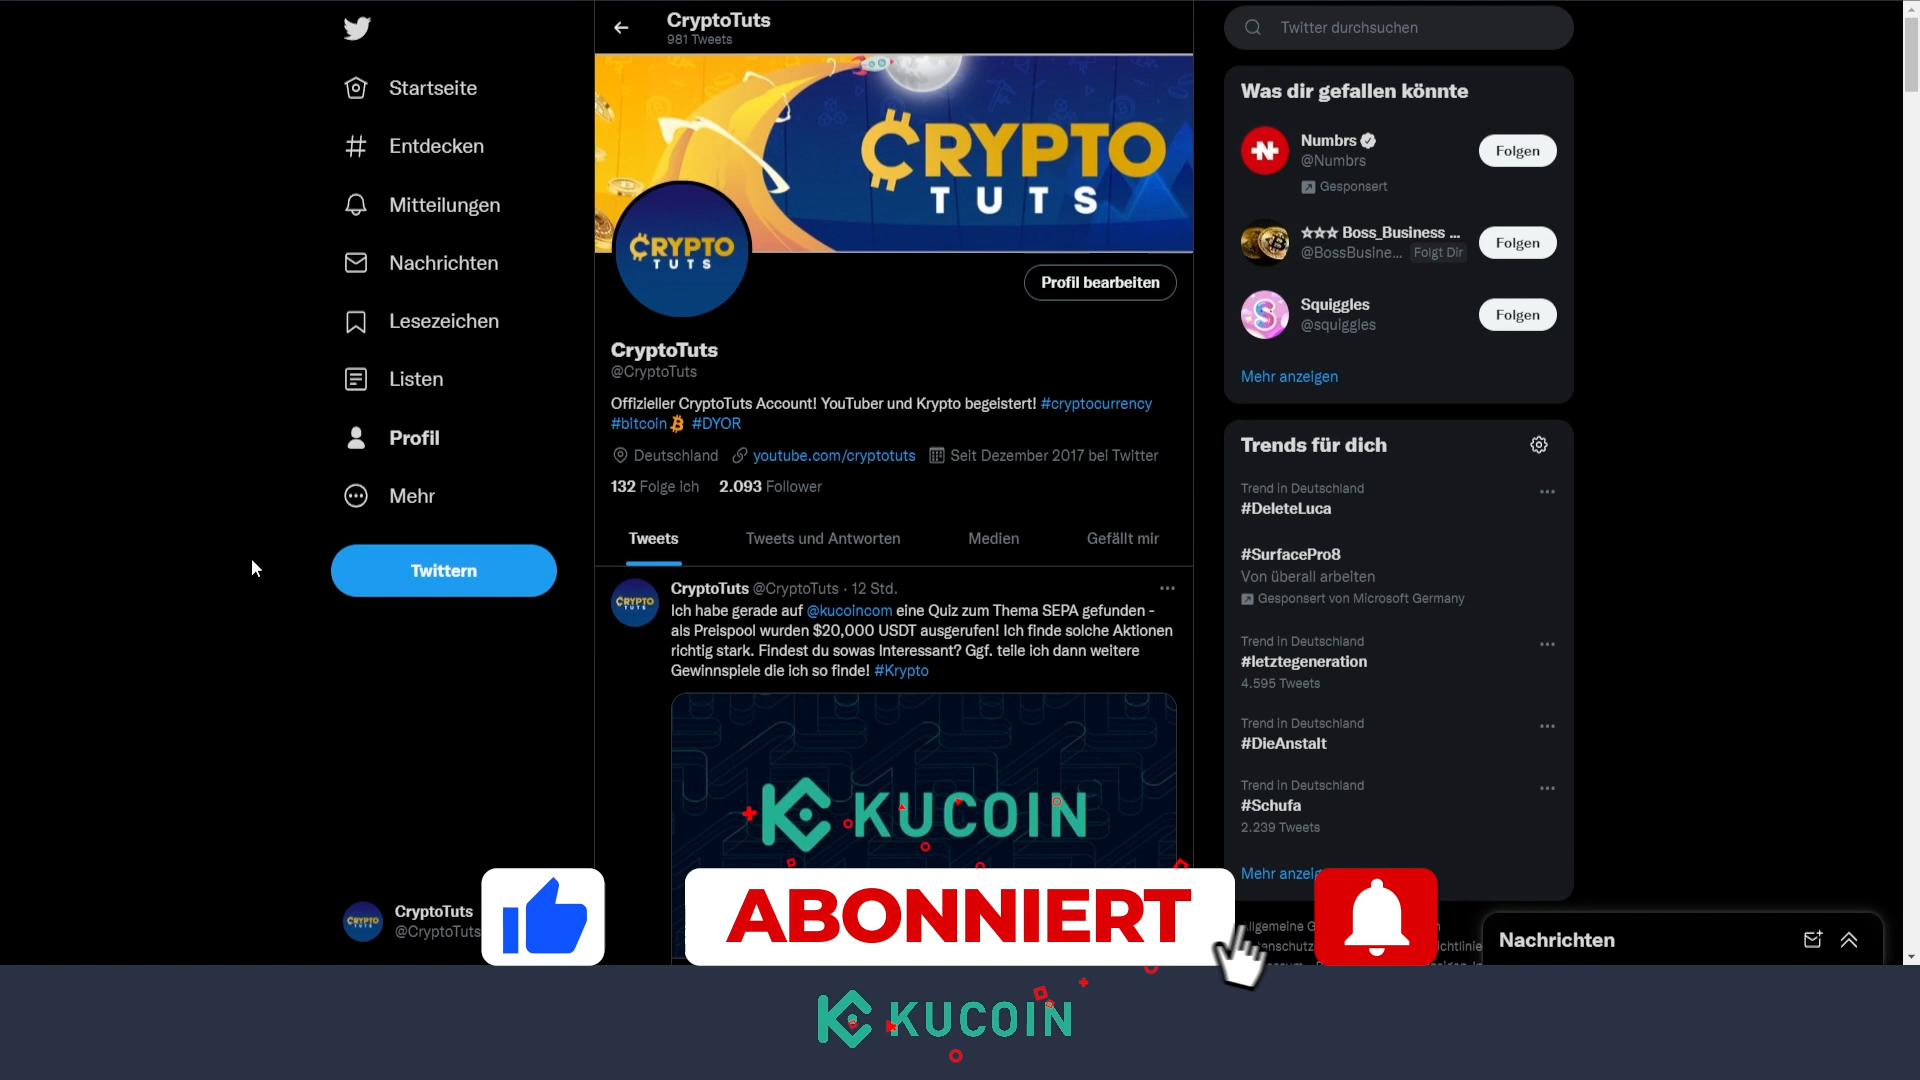 Startseite
Entdecken
Mitteilungen
Nachrichten
Lesezeichen
Listen
Profil
Mehr
Twittern
CryptoTuts
@CryptoTuts
CryptoTuts
981 Tweets
CRYPTO
TUTS
CRYPTO
TUTS
Profil bearbeiten
CryptoTuts
@CryptoTuts
Offizieller CryptoTuts Account! YouTuber und Krypto begeistert! #cryptocurrency
#bitcoin #DYOR
Deutschland youtube.com/cryptotuts Seit Dezember 2017 bei Twitter
132 Folge ich 2.093 Follower
Tweets Tweets und Antworten Medien Gefällt mir
CRYPTO
TUTS
CryptoTuts @CryptoTuts · 12 Std.
Ich habe gerade auf @kucoincom eine Quiz zum Thema SEPA gefunden -
als Preispool wurden $20,000 USDT ausgerufen! Ich finde solche Aktionen
richtig stark. Findest du sowas Interessant? Ggf. teile ich dann weitere
Gewinnspiele die ich so finde! #Krypto
KUCOIN
Twitter durchsuchen
Was dir gefallen könnte
Numbrs
@Numbrs
Gesponsert
Folgen
☆☆☆ Boss_Business ...
@BossBusine... Folgt Dir
Folgen
Squiggles
@squiggles
Folgen
Mehr anzeigen
Trends für dich
Trend in Deutschland
#DeleteLuca
#SurfacePro8
Von überall arbeiten
Gesponsert von Microsoft Germany
Trend in Deutschland
#letztegeneration
4.595 Tweets
Trend in Deutschland
#DieAnstalt
Trend in Deutschland
#Schufa
2.239 Tweets
Mehr
Nachrichten
ABONNIERT
KUCOIN